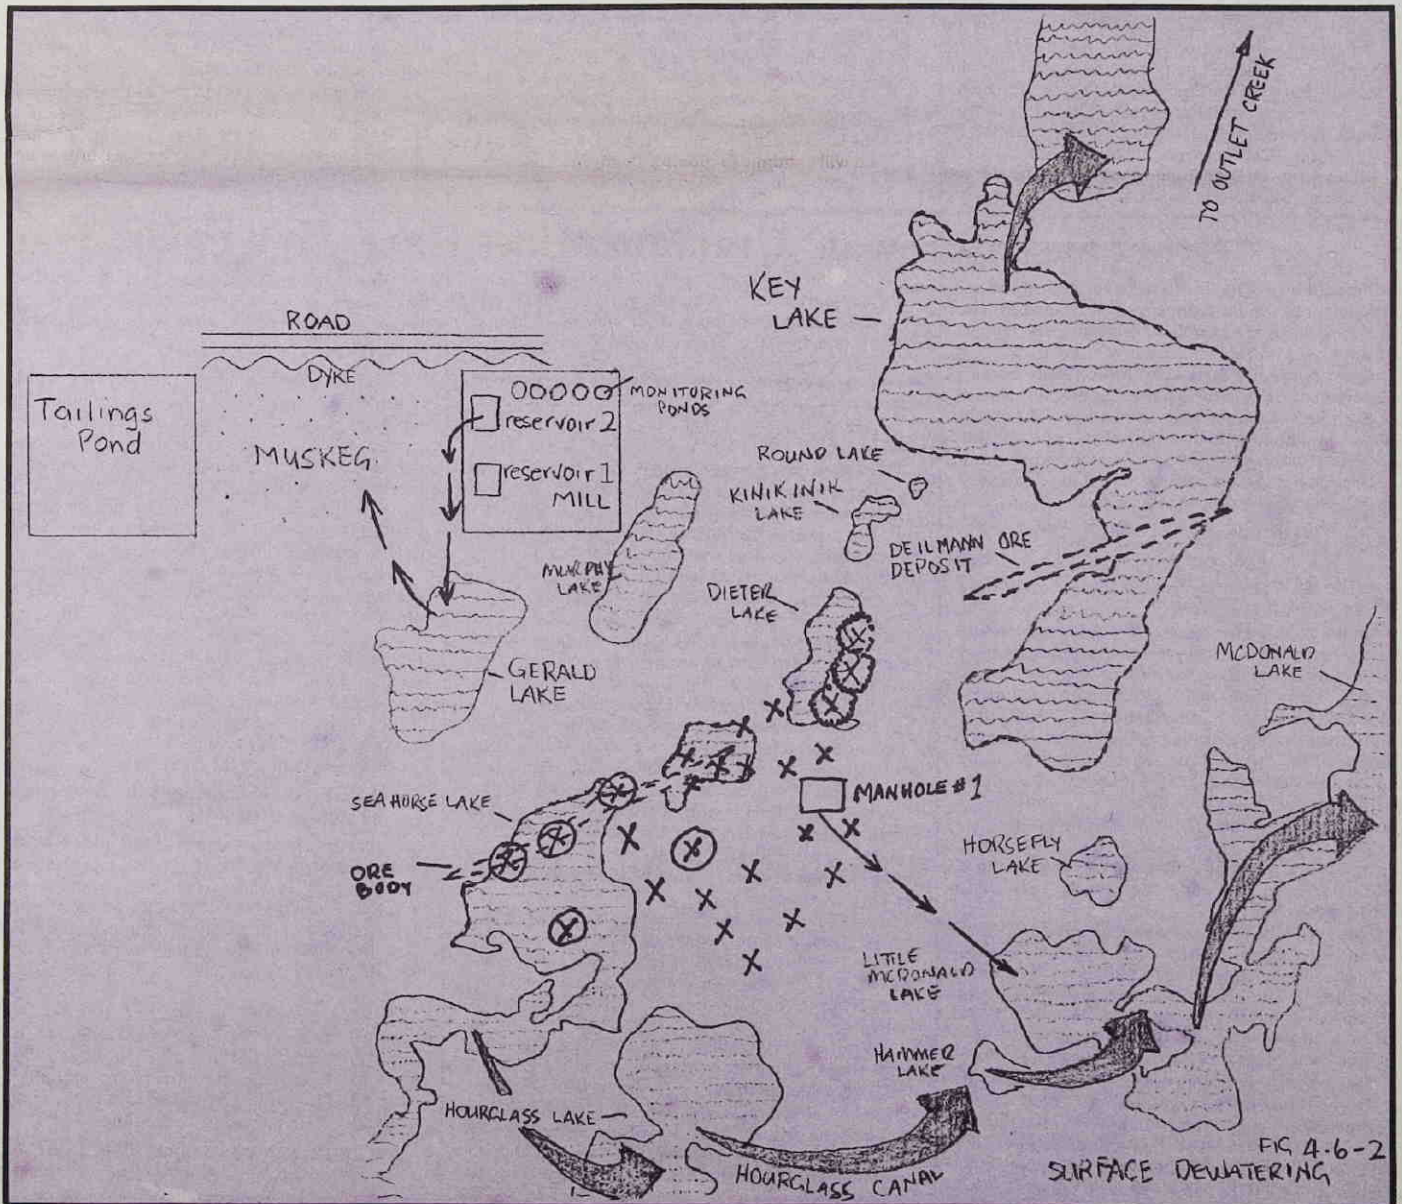 TO OUTLET CREEK
KEY
LAKE
ROAD
DYKE
Tailings
Pond
MUSKEG
OOOOO
MONITORING
PONDS
reservoir 2
reservoir 1
MILL
ROUND LAKE
KINIKINIK
LAKE
DEILMANN ORE
DEPOSIT
MURPHY
LAKE
DIETER
LAKE
GERALD
LAKE
MCDONALD
LAKE
SEAHORSE LAKE
MANHOLE #1
ORE
BODY
HORSEFLY
LAKE
LITTLE
MCDONALD
LAKE
HAMMER
LAKE
HOURGLASS LAKE
HOURGLASS CANAL
FIG 4.6-2
SURFACE DEWATERING